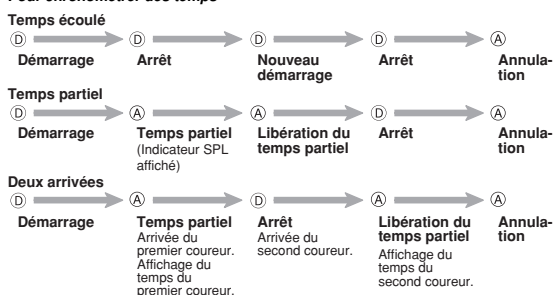 Pour chronométrer des temps
Temps écoulé
D D D D A
Démarrage Arrêt Nouveau démarrage Arrêt Annula-
tion
Temps partiel
D A A D A
Démarrage Temps partiel (Indicateur SPL affiché) Libération du temps partiel Arrêt Annula-
tion
Deux arrivées
D A D A A
Démarrage Temps partiel Arrêt Libération du temps partiel Annula-
tion
Arrivée du premier coureur. Affichage du temps du premier coureur.
Arrivée du second coureur.
Affichage du temps du second coureur.